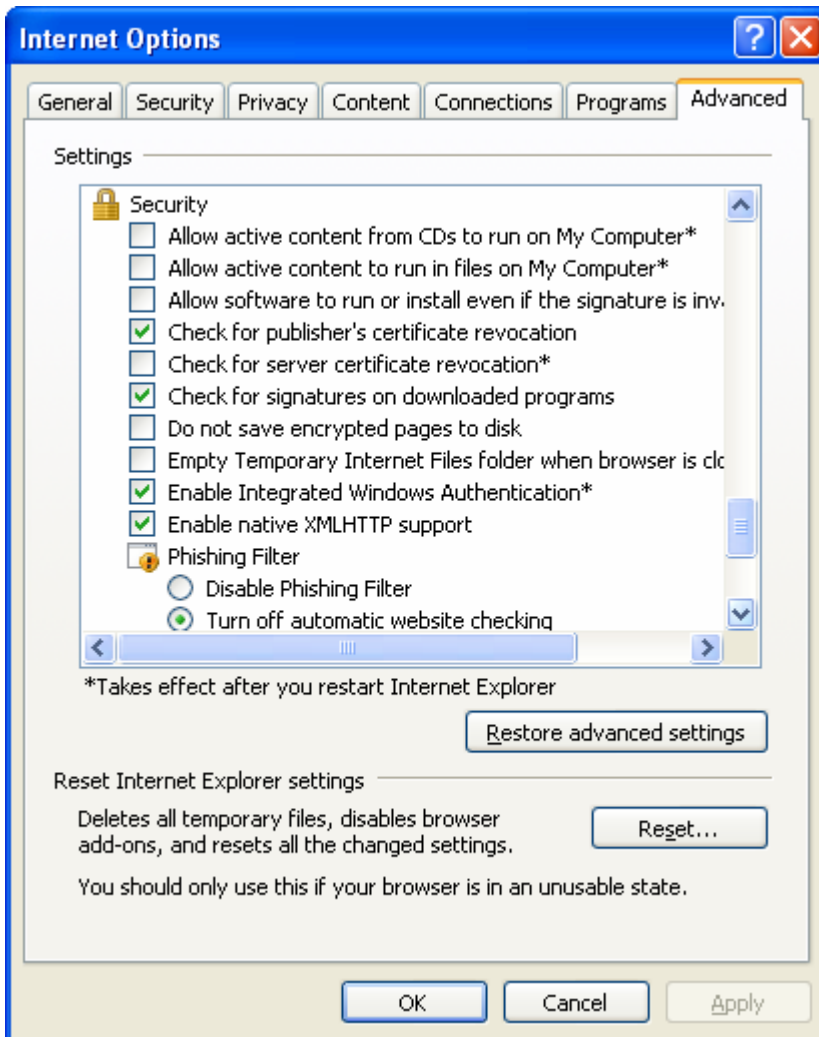 Internet Options
General Security Privacy Content Connections Programs Advanced
Settings
Security
Allow active content from CDs to run on My Computer*
Allow active content to run in files on My Computer*
Allow software to run or install even if the signature is inva
Check for publisher's certificate revocation
Check for server certificate revocation*
Check for signatures on downloaded programs
Do not save encrypted pages to disk
Empty Temporary Internet Files folder when browser is clo
Enable Integrated Windows Authentication*
Enable native XMLHTTP support
Phishing Filter
Disable Phishing Filter
Turn off automatic website checking
*Takes effect after you restart Internet Explorer
Restore advanced settings
Reset Internet Explorer settings
Deletes all temporary files, disables browser
add-ons, and resets all the changed settings.
Reset...
You should only use this if your browser is in an unusable state.
OK Cancel Apply